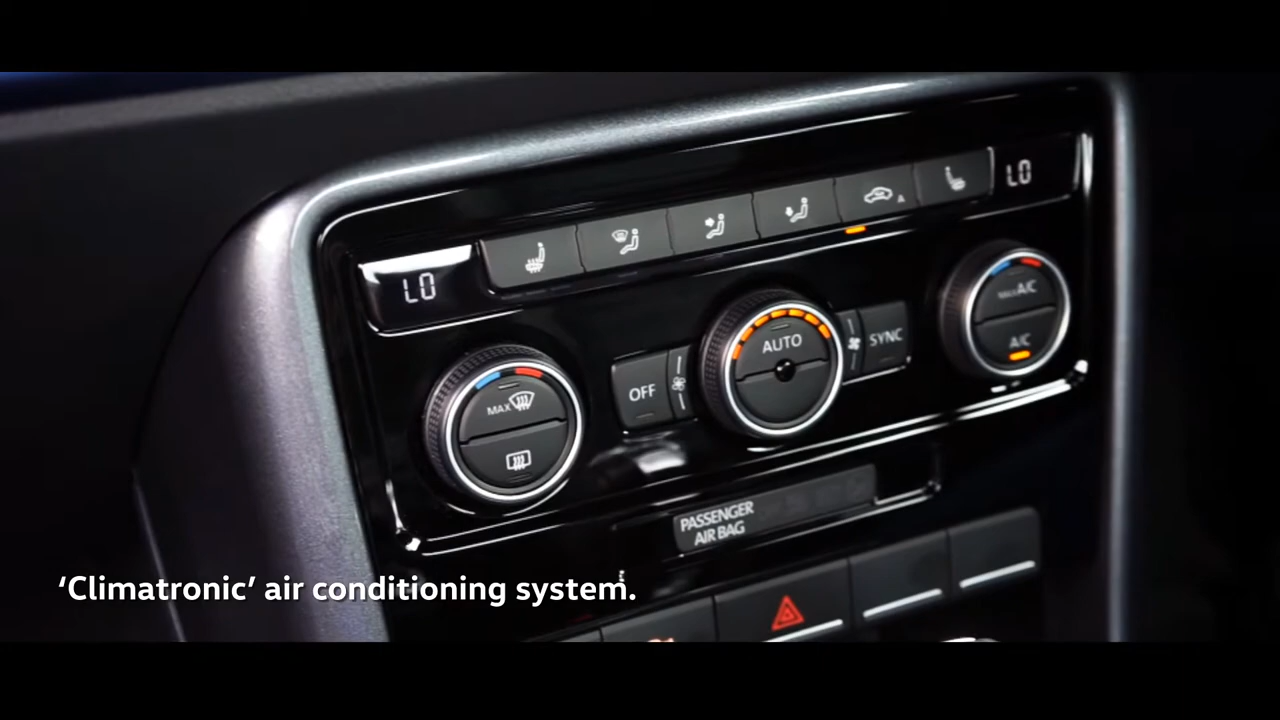 LO
LO
MAX A/C
A/C
AUTO
SYNC
OFF
MAX
A
PASSENGER
AIR BAG
‘Climatronic’ air conditioning system.